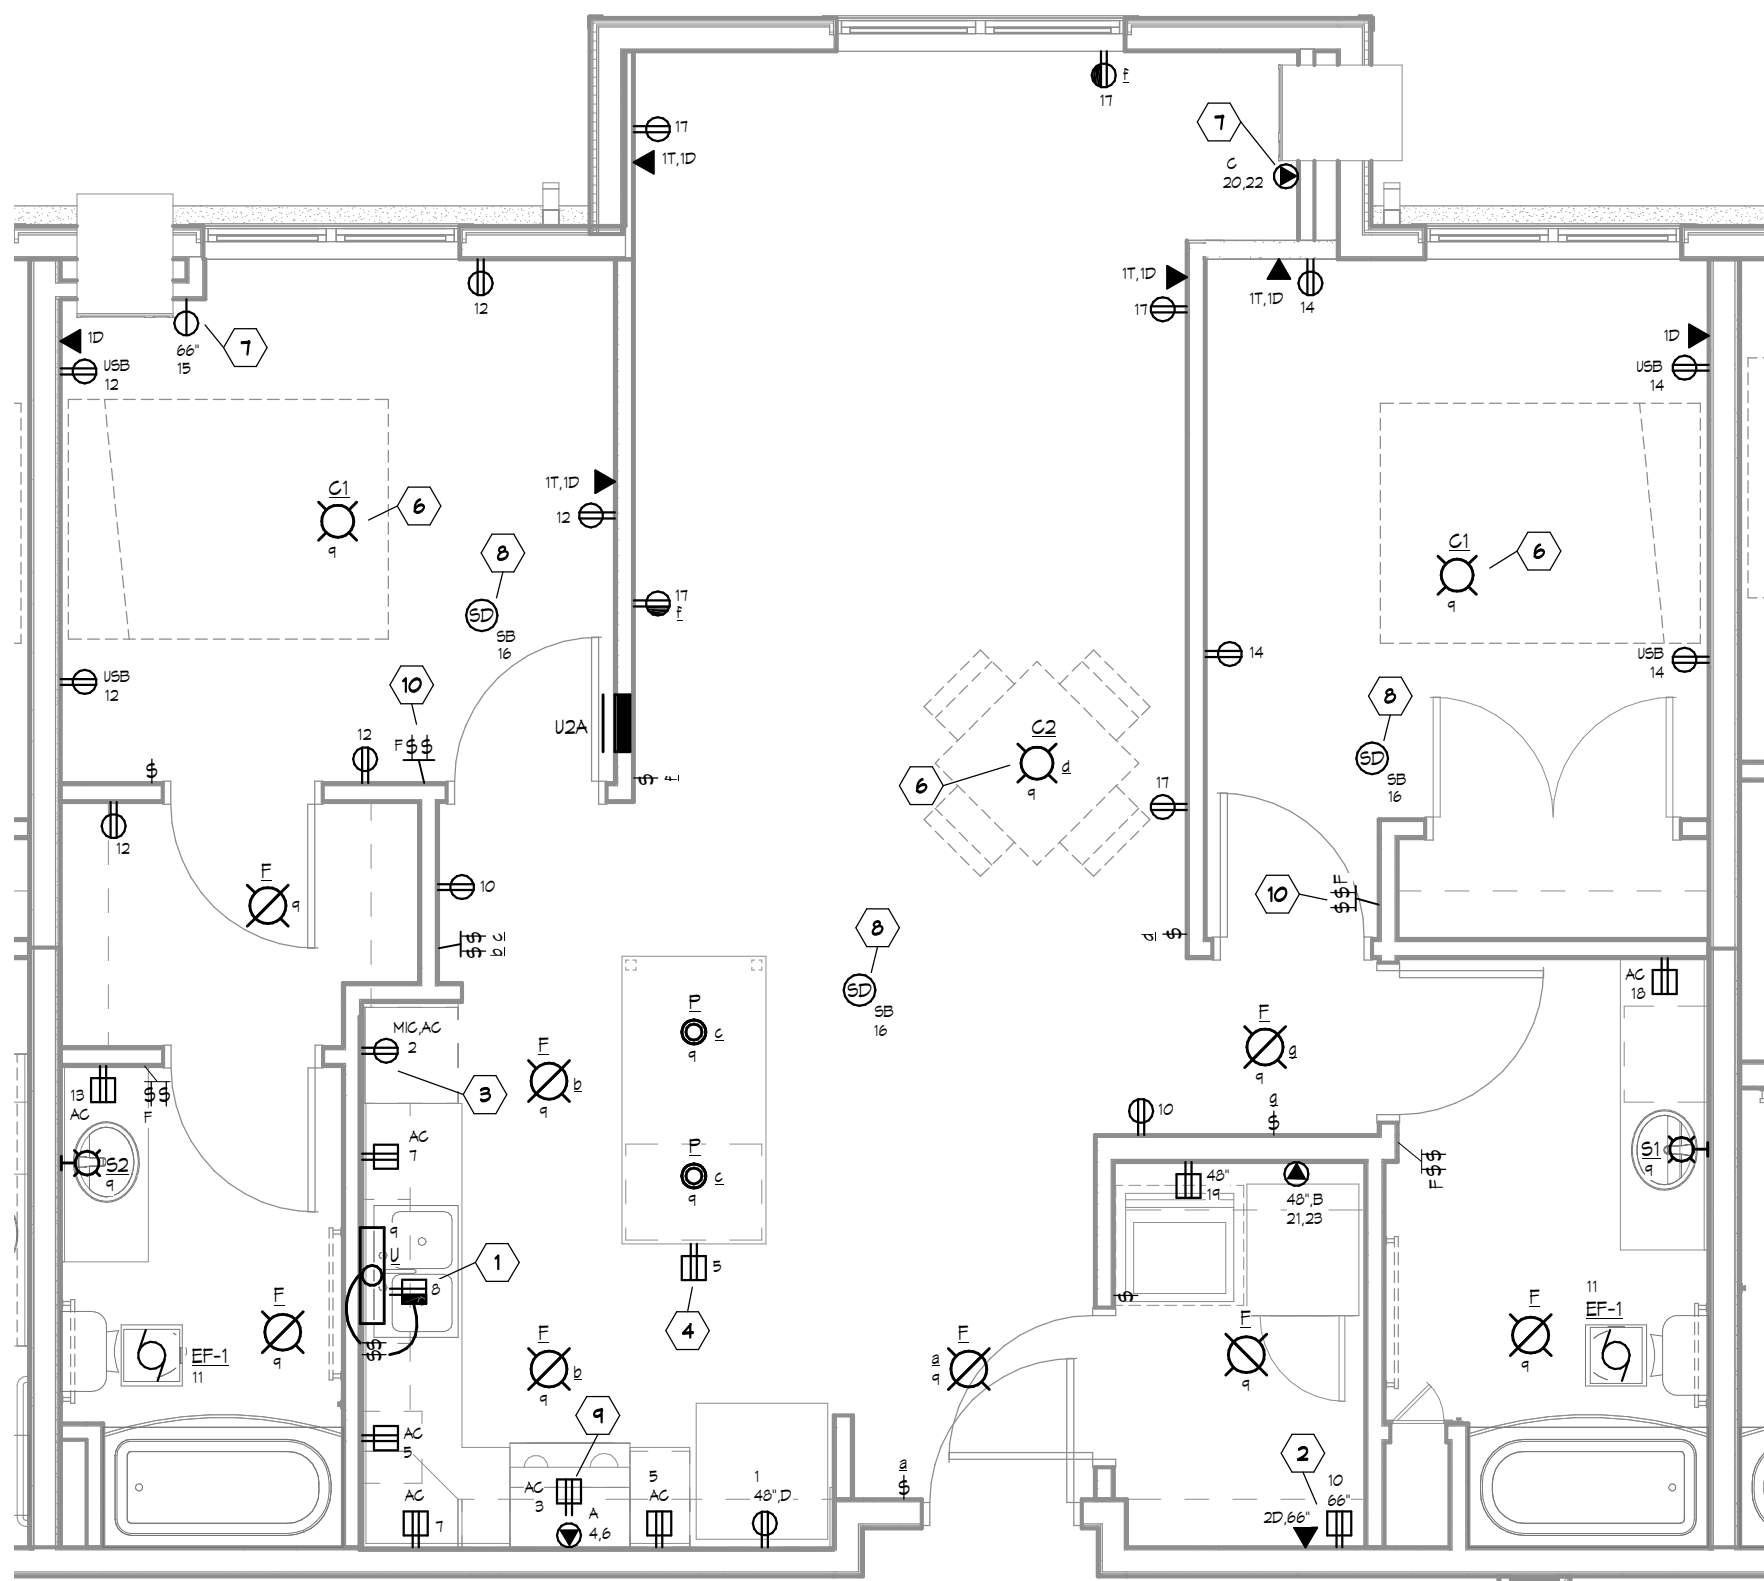 f
17
17
1T,1D
7
C
20,22
1T,1D
1T,1D
12
17
14
1D
66"
15
7
USB
12
1D
USB
14
C1
6
9
1T,1D
12
8
SD
SB
16
C1
6
9
17
f
USB
12
10
F$$
12
$
U2A
$ f
14
USB
14
8
SD
SB
16
C2
d
6
9
17
12
F
9
10
$$
b c
10
$$F
d $
8
SD
SB
16
AC
18
MIC,AC
2
3
F
b
9
P
c
9
F
g
9
g
$
10
13
AC
$$
F
AC
7
P
c
9
S2
9
S1
9
F$$
48"
19
48",B
21,23
9
U
1
8
5
4
$$
F
9
EF-1
11
F
b
9
F
a
9
$
F
9
F
9
11
EF-1
9
AC
5
AC
3
5
AC
1
48",D
a
$
2
10
66"
2D,66"
AC
7
A
4,6